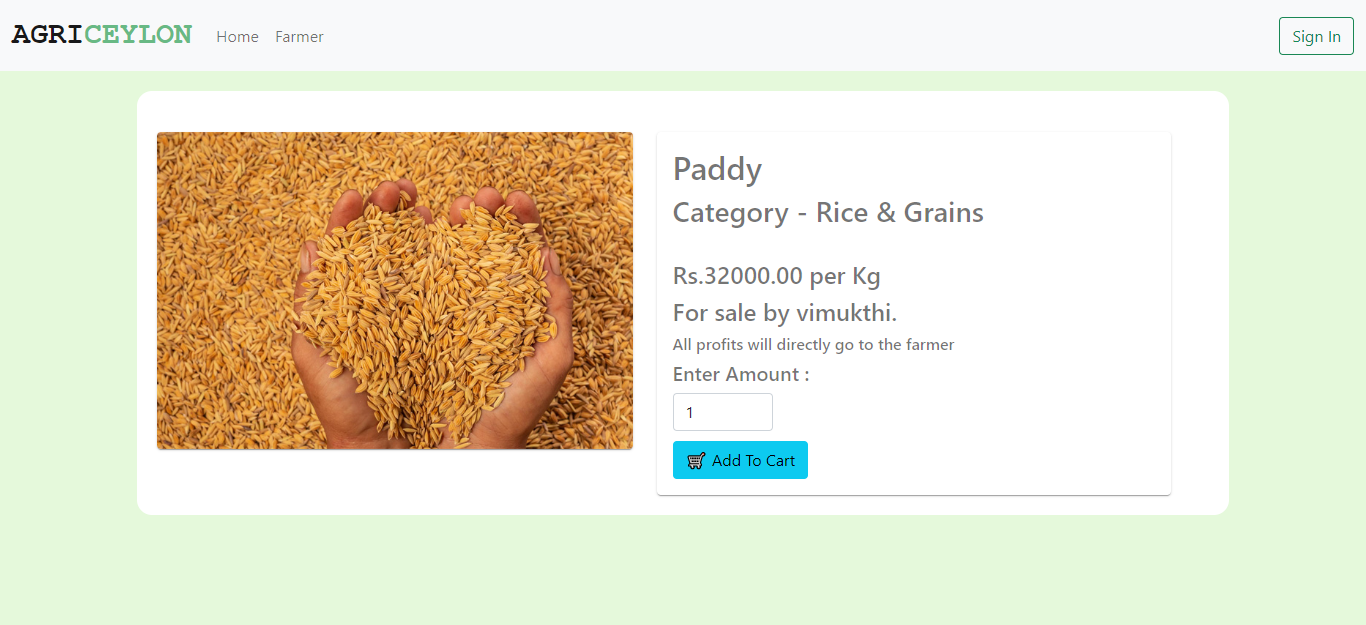 AGRICEYLON Home Farmer Sign In
Paddy
Category - Rice & Grains
Rs.32000.00 per Kg
For sale by vimukthi.
All profits will directly go to the farmer
Enter Amount :
1
Add To Cart